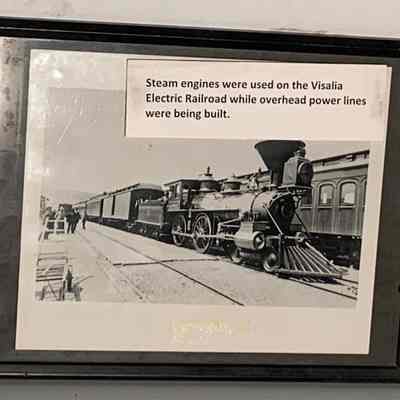 Steam engines were used on the Visalia
Electric Railroad while overhead power lines
were being built.